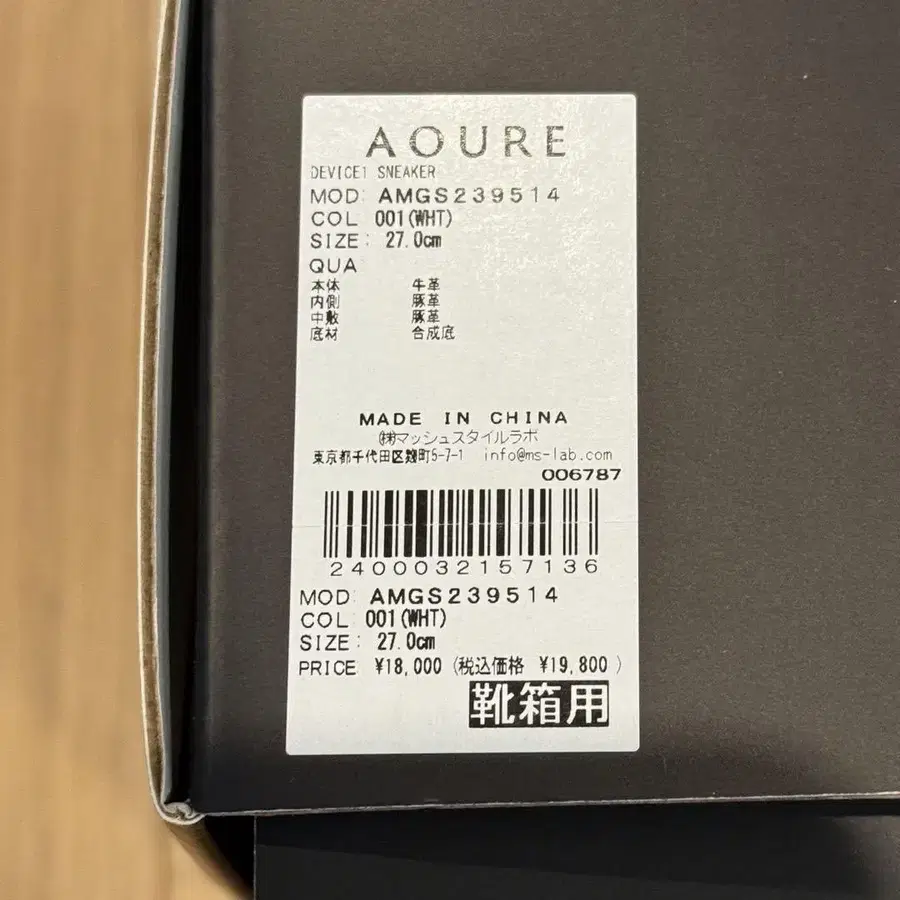 AOURE
DEVICE1 SNEAKER
MOD: AMGS239514
COL 001(WHT)
SIZE: 27.0cm
QUA
本体 牛革
内側 豚革
中敷 豚革
底材 合成底
MADE IN CHINA
㈱マッシュスタイルラボ
東京都千代田区麹町5-7-1 info@ms-lab.com
006787
2400032157136
MOD: AMGS239514
COL 001(WHT)
SIZE: 27.0cm
PRICE ¥18,000 (税込価格 ¥19,800 )
靴箱用